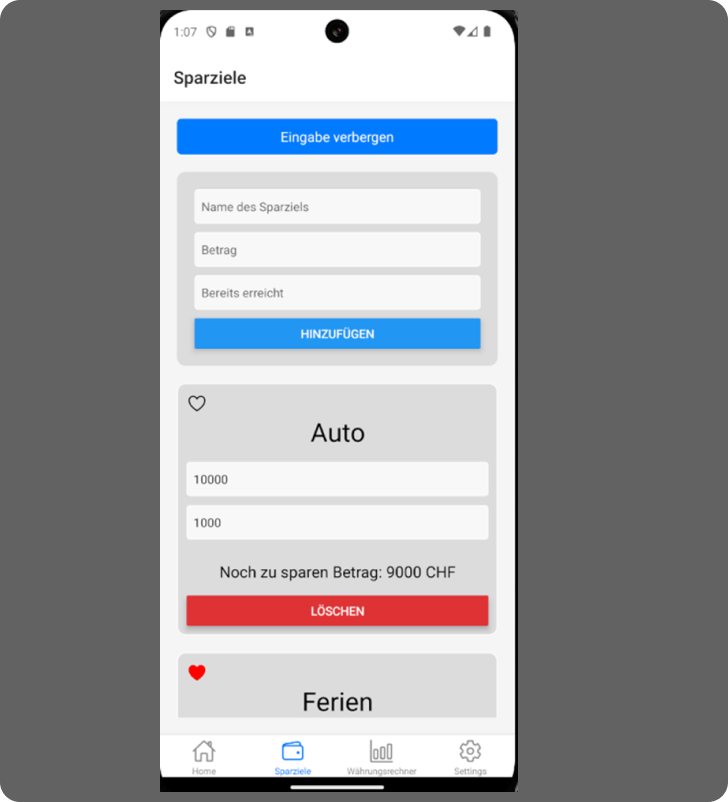 1:07
Sparziele
Eingabe verbergen
Name des Sparziels
Betrag
Bereits erreicht
HINZUFÜGEN
Auto
10000
1000
Noch zu sparen Betrag: 9000 CHF
LÖSCHEN
Ferien
Home
Sparziele
Währungsrechner
Settings